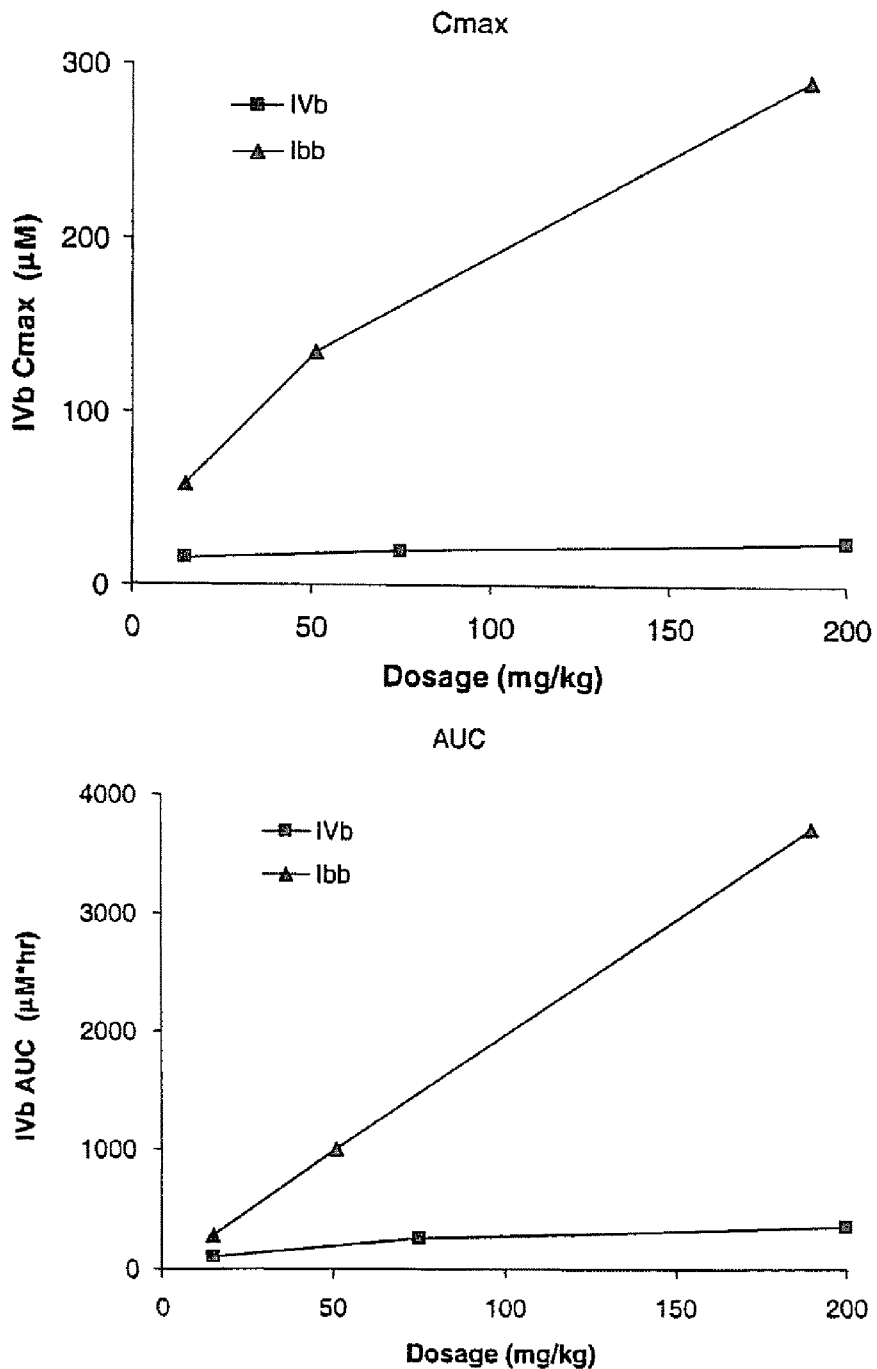 Cmax
300
IVb
Ibb
200
100
0
IVb Cmax (µM)
0 50 100 150 200
Dosage (mg/kg)
AUC
4000
IVb
Ibb
3000
2000
1000
0
IVb AUC (µM*hr)
0 50 100 150 200
Dosage (mg/kg)